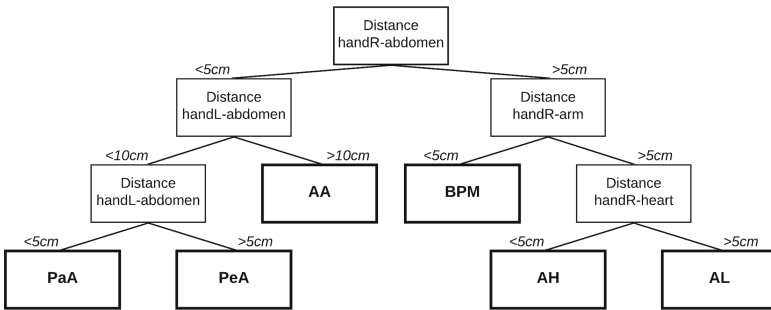 Distance
handR-abdomen
<5cm
>5cm
Distance
handL-abdomen
Distance
handR-arm
<10cm
>10cm
<5cm
>5cm
Distance
handL-abdomen
AA
BPM
Distance
handR-heart
<5cm
>5cm
<5cm
>5cm
PaA
PeA
AH
AL